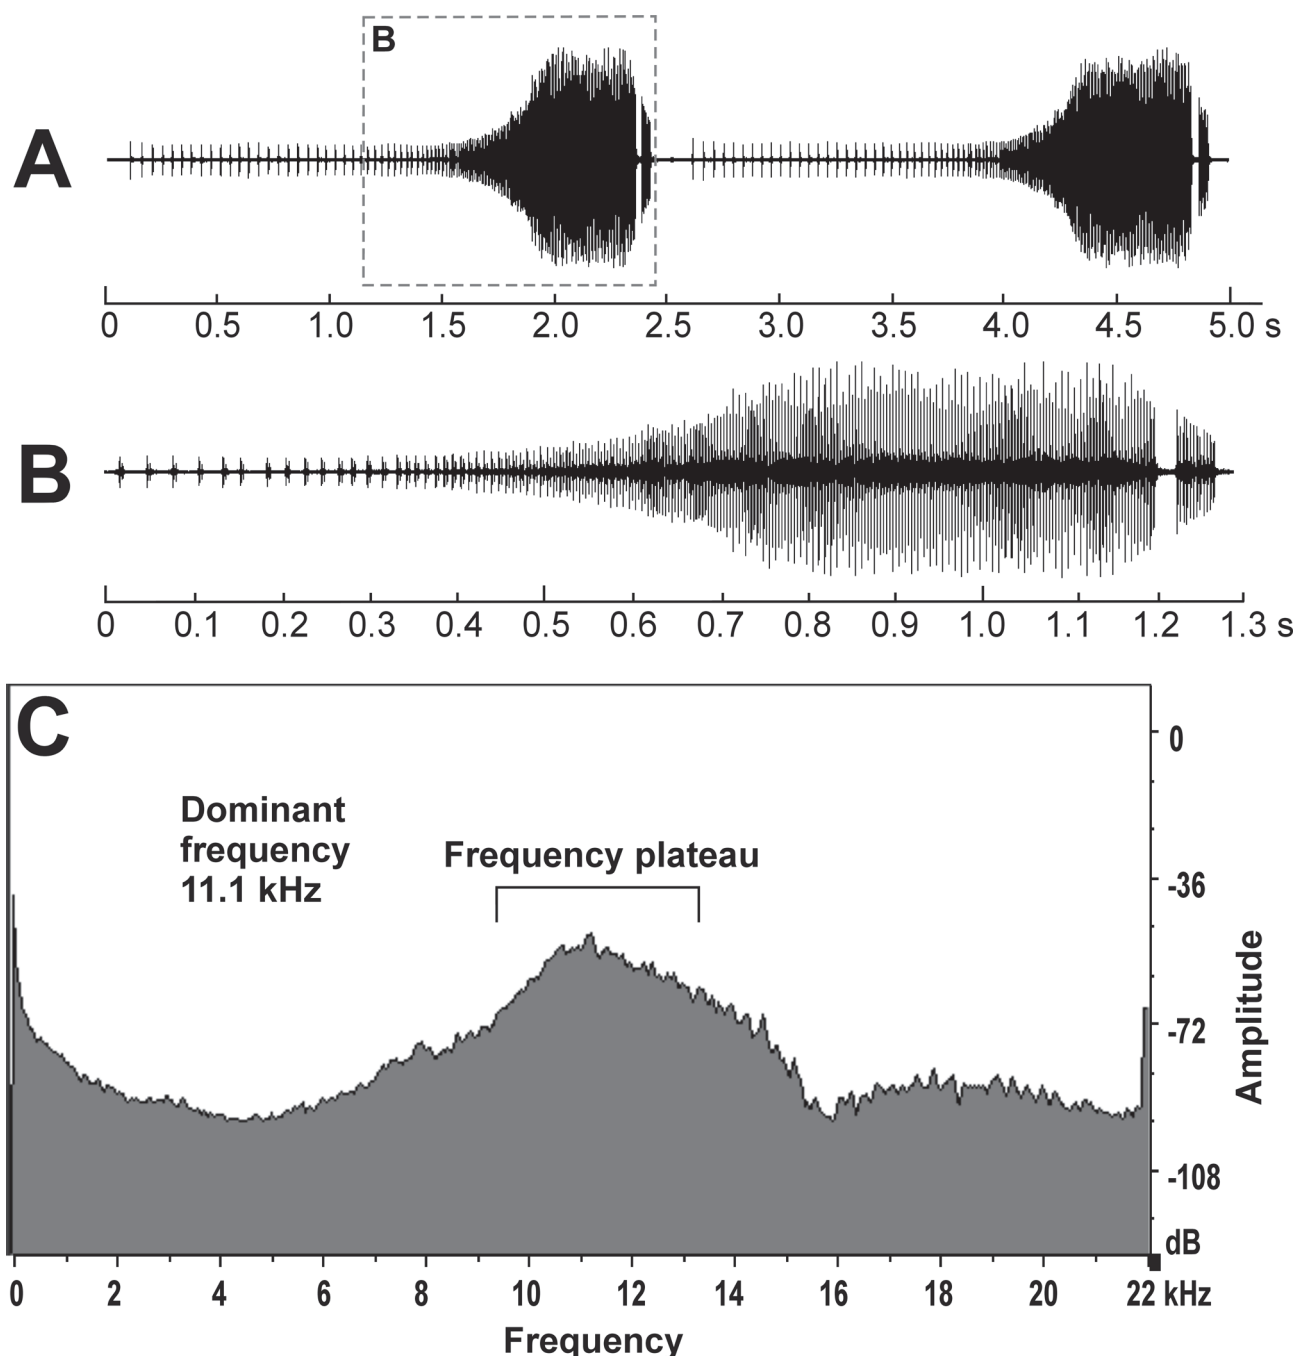 B
A
0 0.5 1.0 1.5 2.0 2.5 3.0 3.5 4.0 4.5 5.0 s
B
0 0.1 0.2 0.3 0.4 0.5 0.6 0.7 0.8 0.9 1.0 1.1 1.2 1.3 s
C
0
Dominant
frequency
11.1 kHz
Frequency plateau
-36
Amplitude
-72
-108
dB
0 2 4 6 8 10 12 14 16 18 20 22 kHz
Frequency